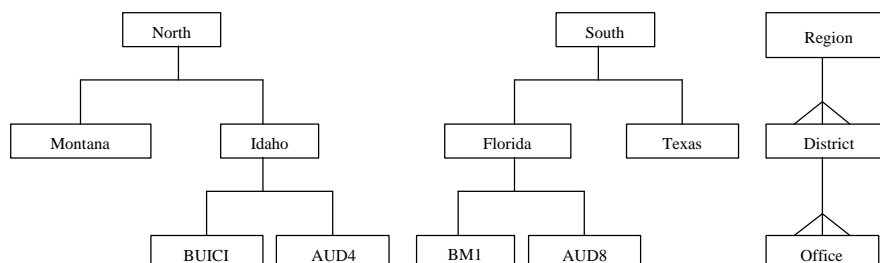 North
South
Region
Montana
Idaho
Florida
Texas
District
BUICI
AUD4
BM1
AUD8
Office